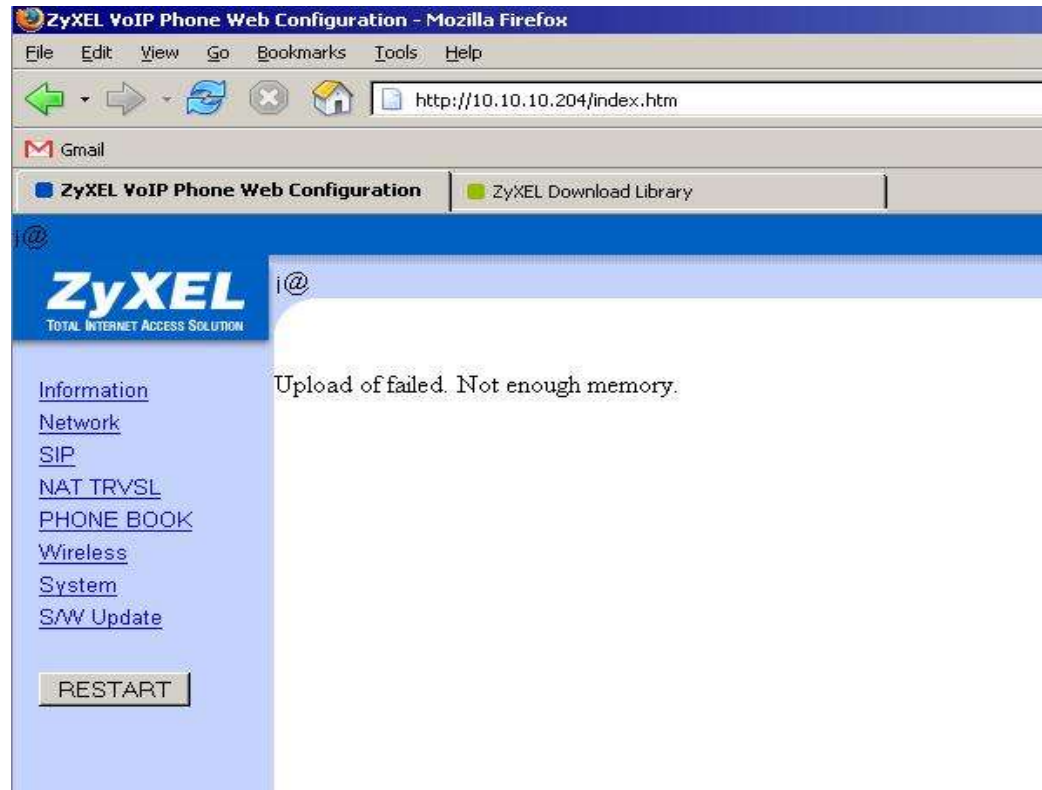 ZyXEL VoIP Phone Web Configuration - Mozilla Firefox
File Edit View Go Bookmarks Tools Help
http://10.10.10.204/index.htm
Gmail
ZyXEL VoIP Phone Web Configuration ZyXEL Download Library
i@
ZyXEL
TOTAL INTERNET ACCESS SOLUTION
i@
Upload of failed. Not enough memory.
Information
Network
SIP
NAT TRVSL
PHONE BOOK
Wireless
System
S/W Update
RESTART